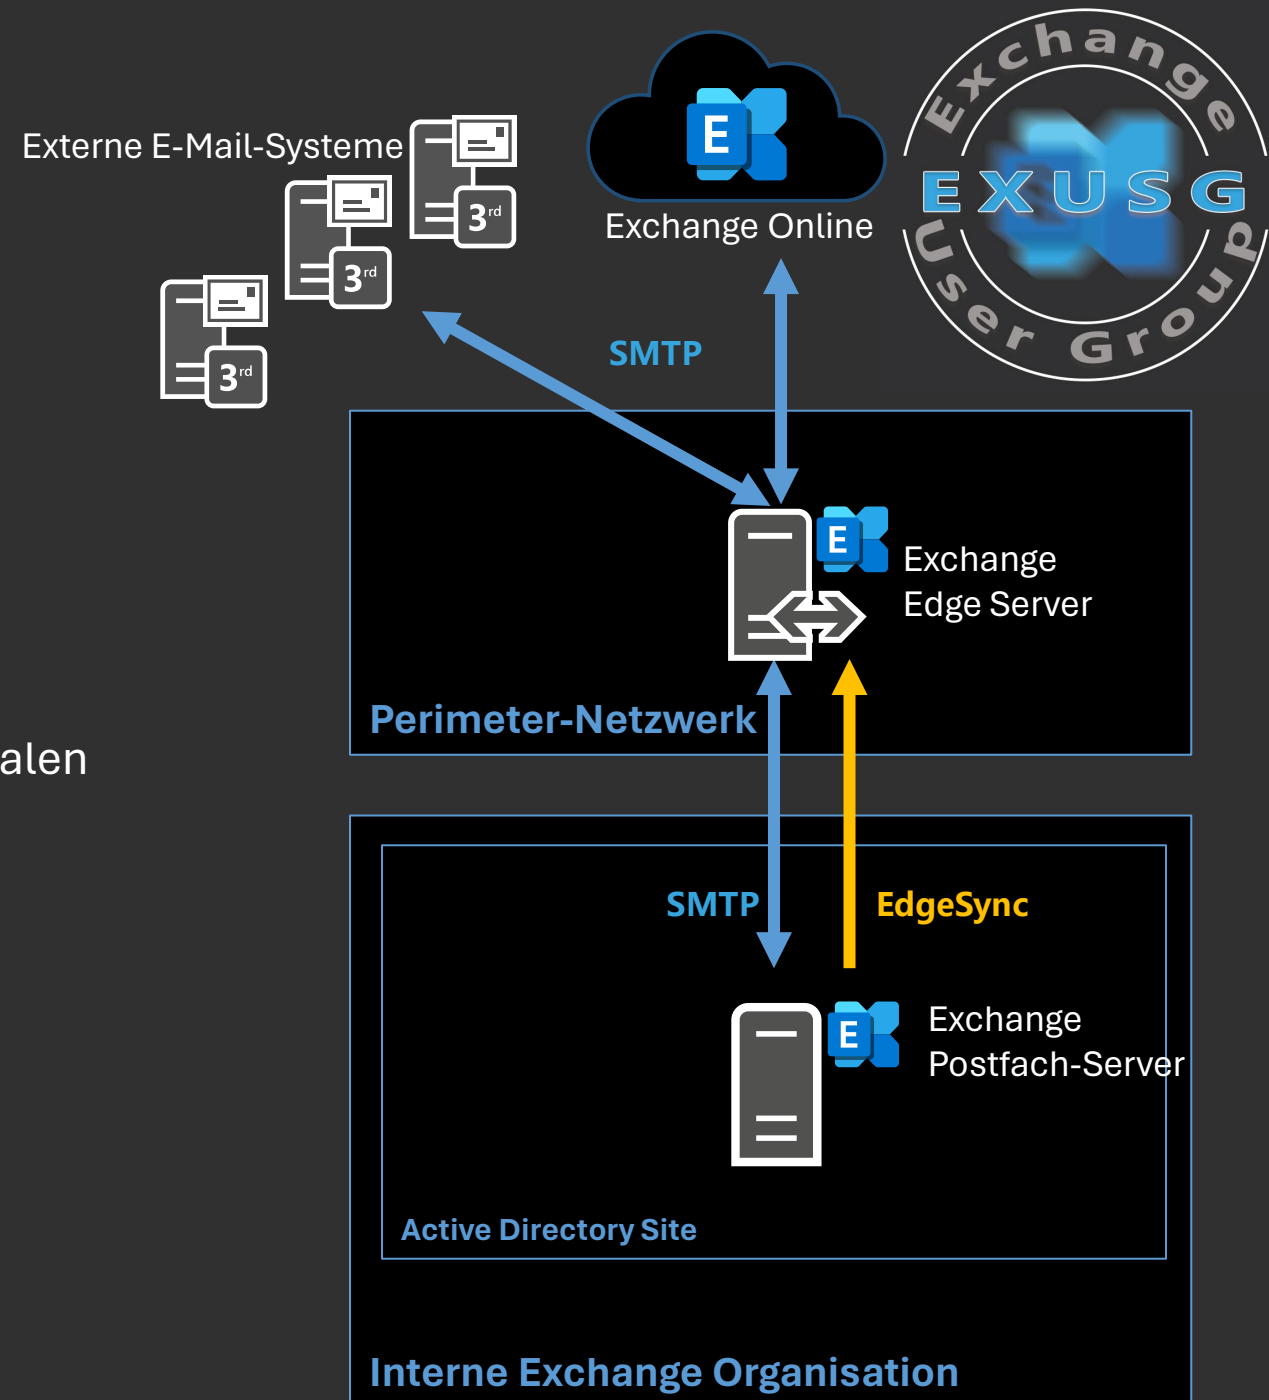 Exchange
EXUSG
User Group
E
Exchange Online
Externe E-Mail-Systeme
3rd
3rd
3rd
SMTP
E
Exchange
Edge Server
Perimeter-Netzwerk
alen
SMTP
EdgeSync
E
Exchange
Postfach-Server
Active Directory Site
Interne Exchange Organisation